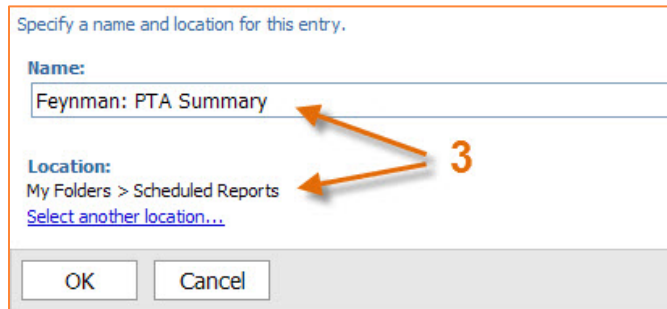 Specify a name and location for this entry.
Name:
Feynman: PTA Summary
3
Location:
My Folders > Scheduled Reports
Select another location...
OK Cancel